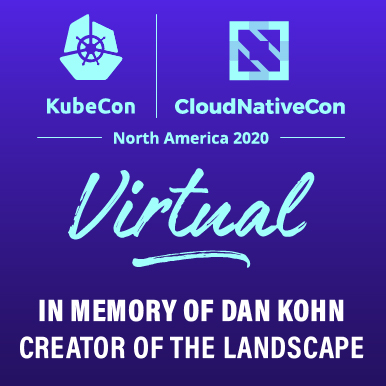 KubeCon CloudNativeCon
North America 2020
Virtual
IN MEMORY OF DAN KOHN
CREATOR OF THE LANDSCAPE